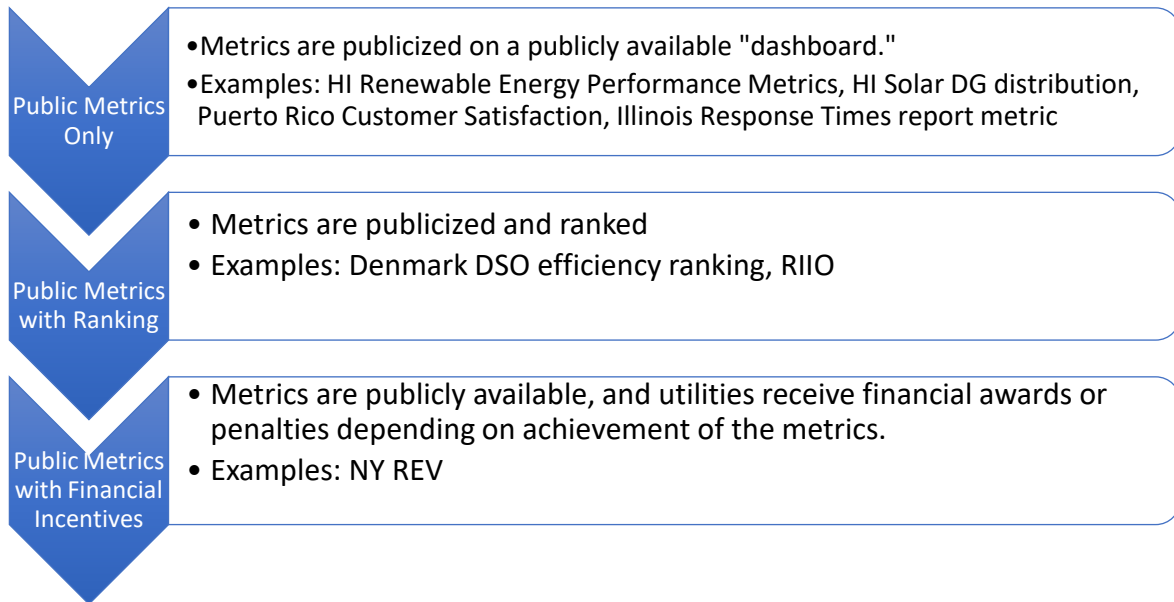 Public Metrics
Only
•Metrics are publicized on a publicly available "dashboard."
•Examples: HI Renewable Energy Performance Metrics, HI Solar DG distribution,
Puerto Rico Customer Satisfaction, Illinois Response Times report metric
Public Metrics
with Ranking
• Metrics are publicized and ranked
• Examples: Denmark DSO efficiency ranking, RIIO
Public Metrics
with Financial
Incentives
• Metrics are publicly available, and utilities receive financial awards or
penalties depending on achievement of the metrics.
• Examples: NY REV